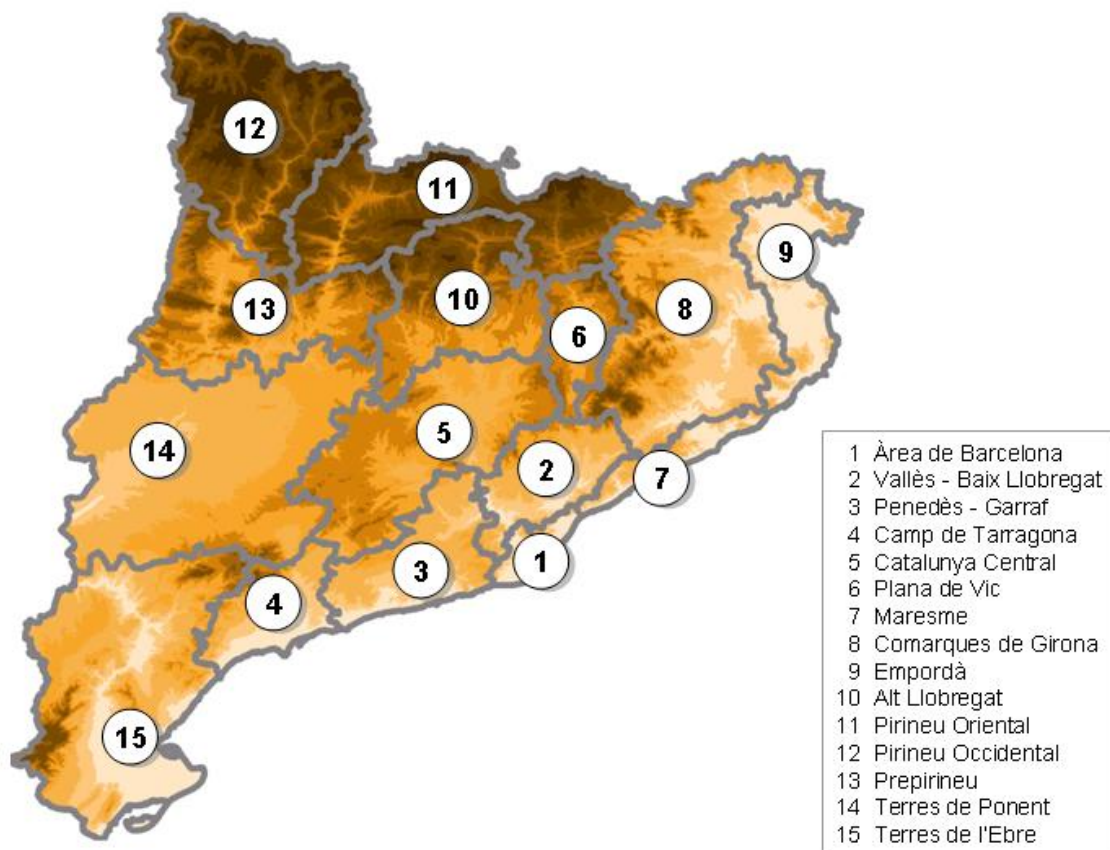 12
11
9
13
10
8
6
5
14
2
7
1
3
4
15
1 Àrea de Barcelona
2 Vallès - Baix Llobregat
3 Penedès - Garraf
4 Camp de Tarragona
5 Catalunya Central
6 Plana de Vic
7 Maresme
8 Comarques de Girona
9 Empordà
10 Alt Llobregat
11 Pirineu Oriental
12 Pirineu Occidental
13 Prepirineu
14 Terres de Ponent
15 Terres de l'Ebre